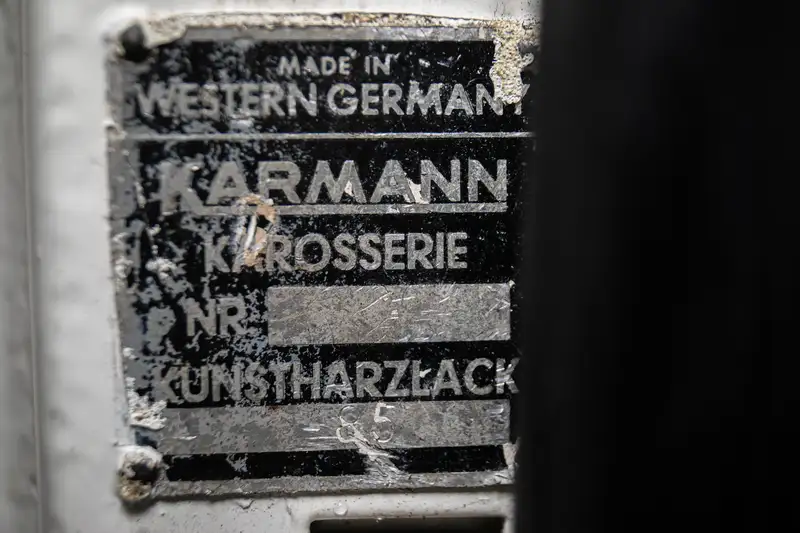 MADE IN
WESTERN GERMANY
KARMANN
KAROSSERIE
NR
KUNSTHARZLACK